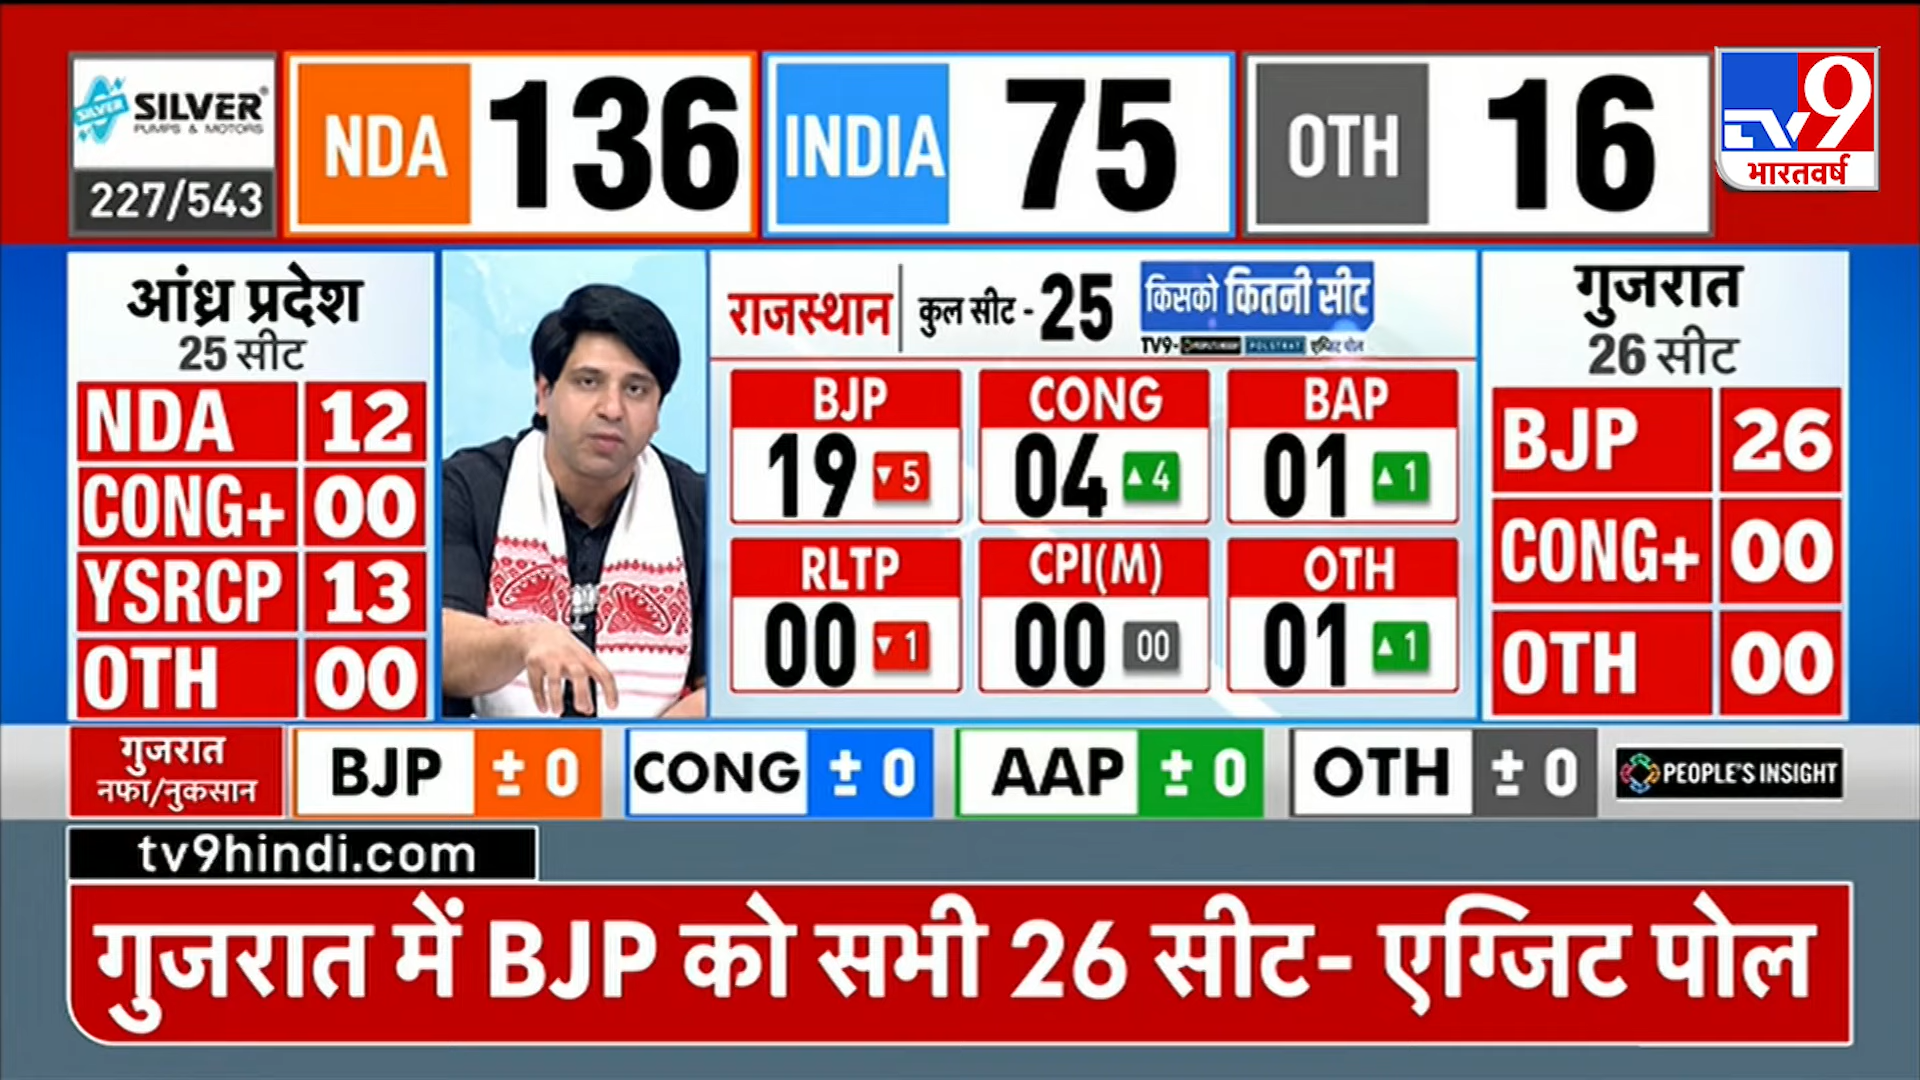 SILVER
PUMPS & MOTORS
227/543
NDA 136
INDIA 75
OTH 16
TV9
भारतवर्ष
आंध्र प्रदेश
25 सीट
NDA 12
CONG+ 00
YSRCP 13
OTH 00
राजस्थान
कुल सीट - 25
किसको कितनी सीट
TV9- POLSTRAT एग्जिट पोल
BJP
19 ▼5
CONG
04 ▲4
BAP
01 ▲1
RLTP
00 ▼1
CPI(M)
00 00
OTH
01 ▲1
गुजरात
26 सीट
BJP 26
CONG+ 00
OTH 00
गुजरात
नफा/नुकसान
BJP ± 0
CONG ± 0
AAP ± 0
OTH ± 0
PEOPLE'S INSIGHT
tv9hindi.com
गुजरात में BJP को सभी 26 सीट- एग्जिट पोल